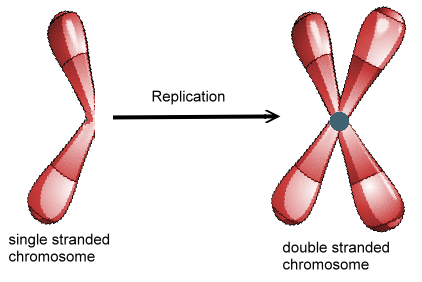 Replication
single stranded
chromosome
double stranded
chromosome